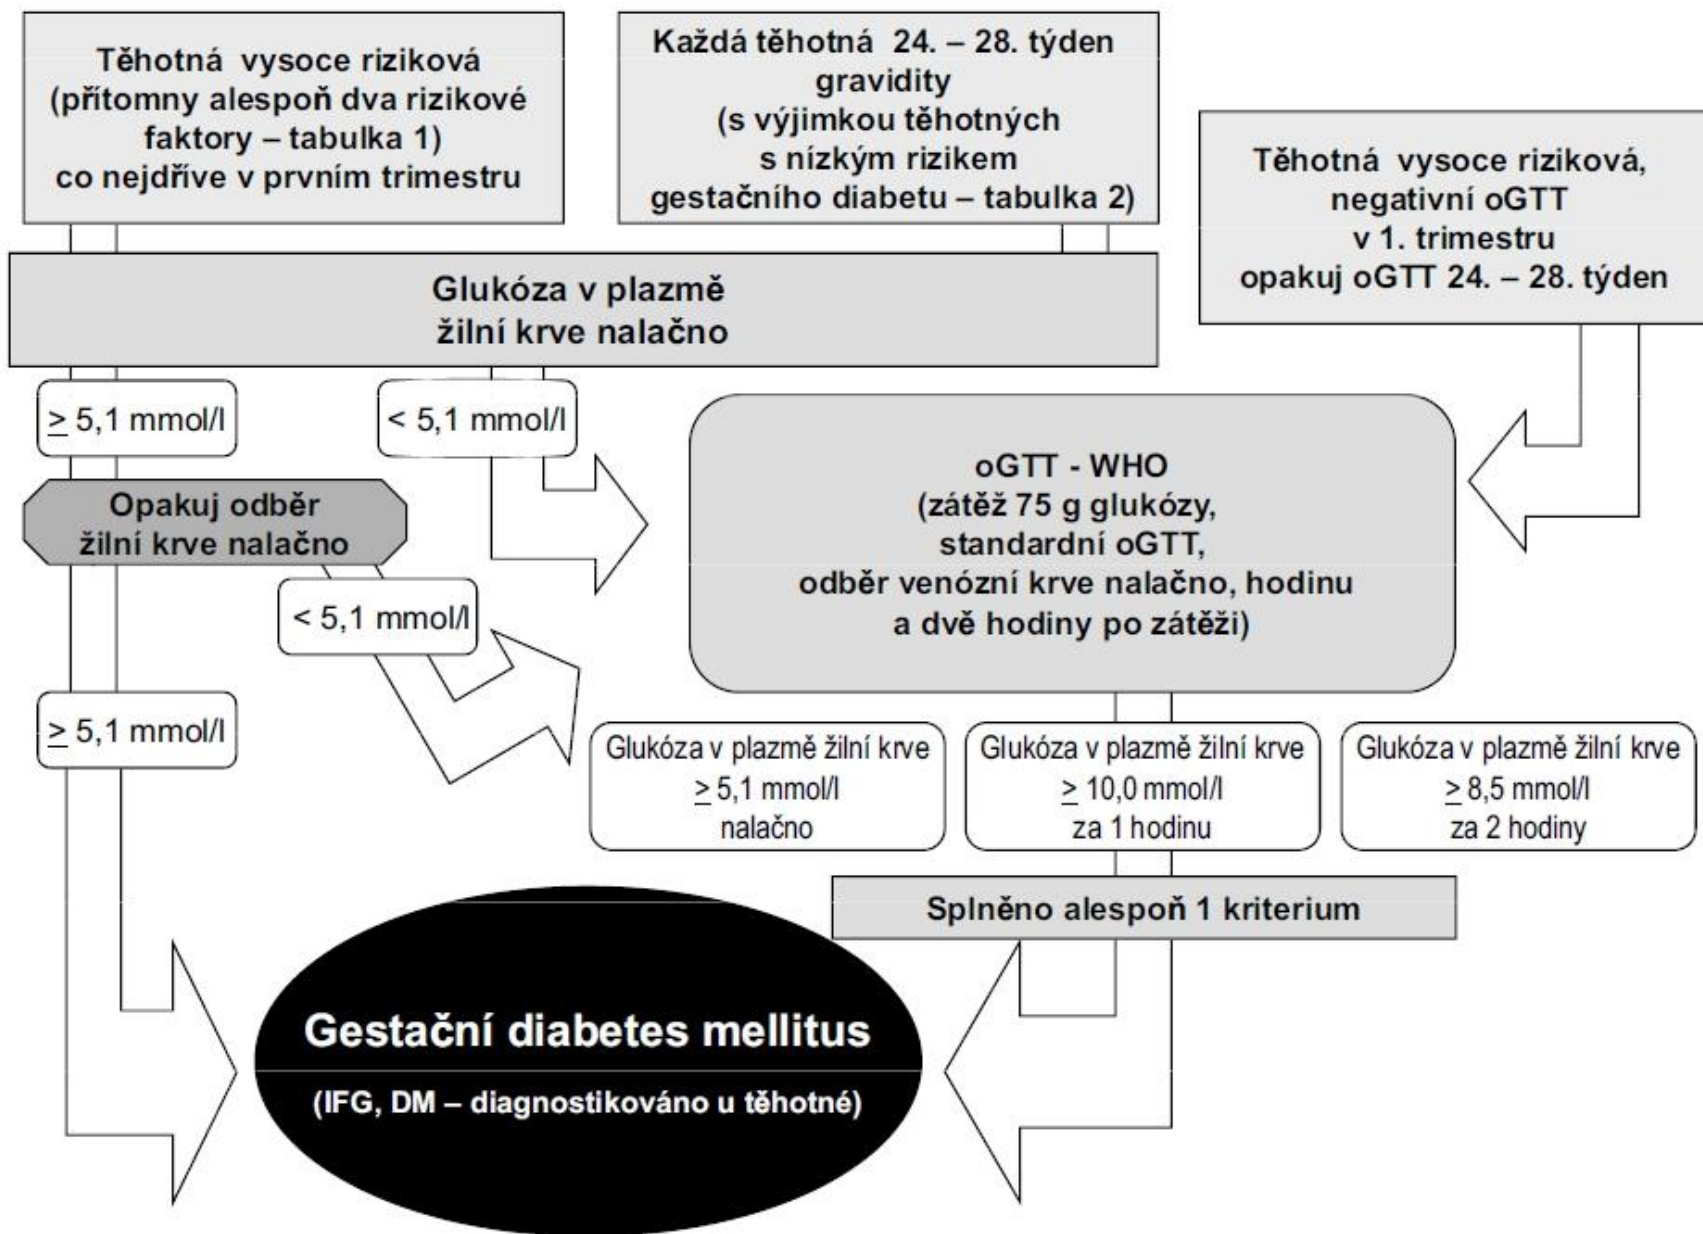 Těhotná vysoce riziková
(přítomny alespoň dva rizikové
faktory – tabulka 1)
co nejdříve v prvním trimestru
Každá těhotná 24. – 28. týden
gravidity
(s výjimkou těhotných
s nízkým rizikem
gestačního diabetu – tabulka 2)
Těhotná vysoce riziková,
negativní oGTT
v 1. trimestru
opakuj oGTT 24. – 28. týden
Glukóza v plazmě
žilní krve nalačno
≥ 5,1 mmol/l
< 5,1 mmol/l
Opakuj odběr
žilní krve nalačno
oGTT - WHO
(zátěž 75 g glukózy,
standardní oGTT,
odběr venózní krve nalačno, hodinu
a dvě hodiny po zátěži)
< 5,1 mmol/l
≥ 5,1 mmol/l
Glukóza v plazmě žilní krve
≥ 5,1 mmol/l
nalačno
Glukóza v plazmě žilní krve
≥ 10,0 mmol/l
za 1 hodinu
Glukóza v plazmě žilní krve
≥ 8,5 mmol/l
za 2 hodiny
Splněno alespoň 1 kriterium
Gestační diabetes mellitus
(IFG, DM – diagnostikováno u těhotné)